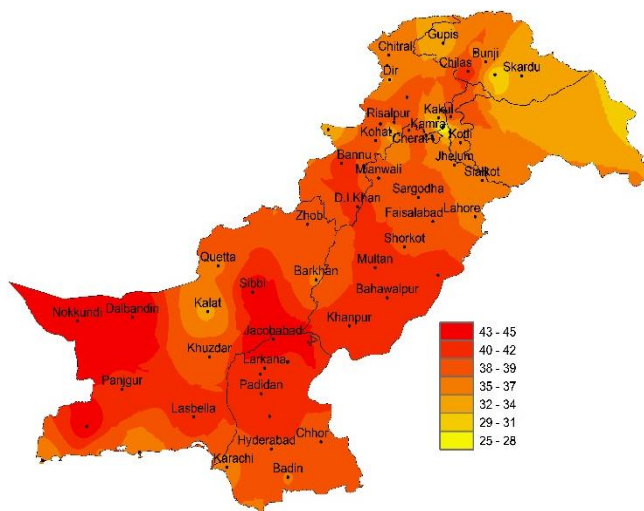 Gupis
Chitral
Bunji
Chilas
Skardu
Dir
Kakul
Risalpur
Kamra
Kohat
Cherat
Kotli
Bannu
Jhelum
Mianwali
Sialkot
Sargodha
D.I.Khan
Lahore
Faisalabad
Zhob
Shorkot
Quetta
Multan
Barkhan
Sibbi
Bahawalpur
Kalat
Nokkundi
Dalbandin
Khanpur
Jacobabad
Khuzdar
Larkana
Panjgur
Padidan
Lasbella
Hyderabad
Chhor
Karachi
Badin
43 - 45
40 - 42
38 - 39
35 - 37
32 - 34
29 - 31
25 - 28